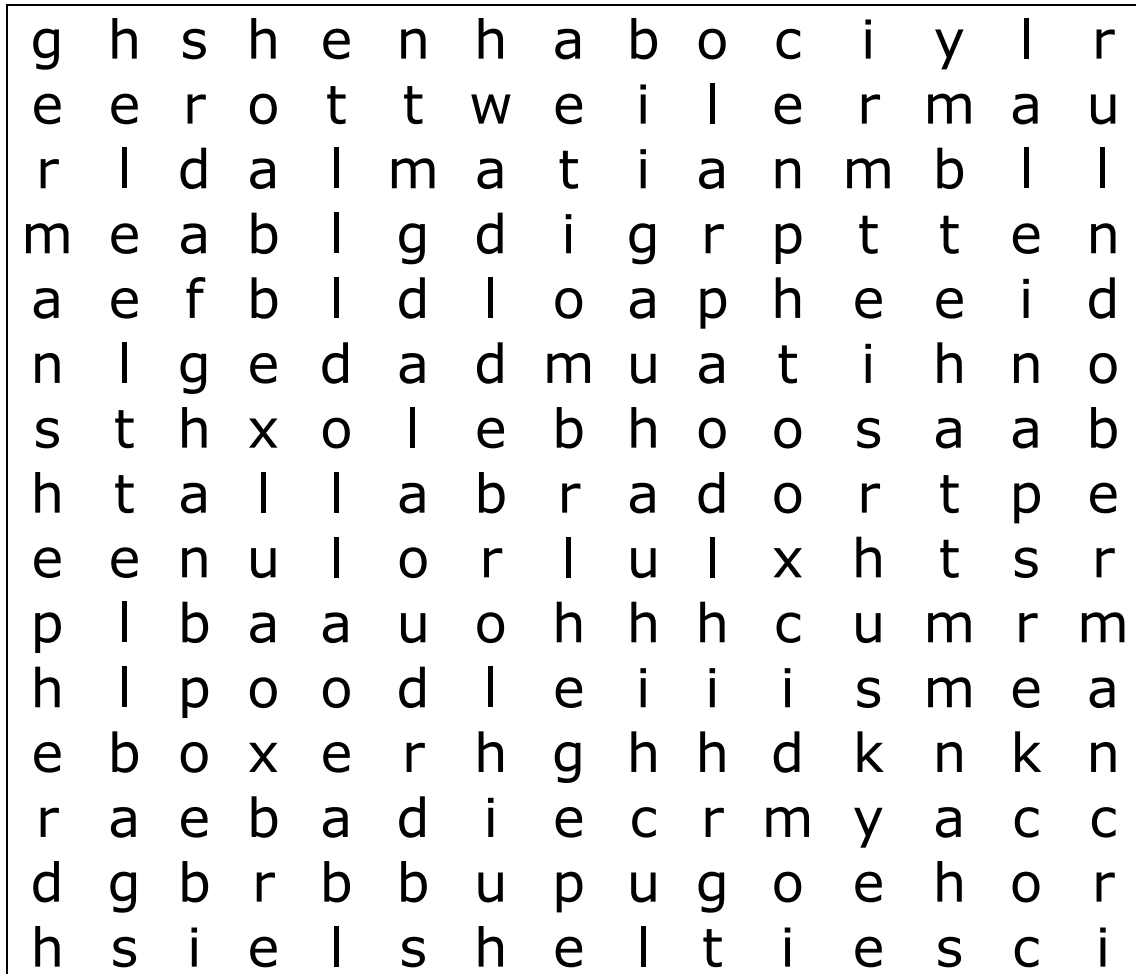 g h s h e n h a b o c i y l r
e e r o t t w e i l e r m a u
r l d a l m a t i a n m b l l
m e a b l g d i g r p t t e n
a e f b l d l o a p h e e i d
n l g e d a d m u a t i h n o
s t h x o l e b h o o s a a b
h t a l l a b r a d o r t p e
e e n u l o r l u l x h t s r
p l b a a u o h h h c u m r m
h l p o o d l e i i i s m e a
e b o x e r h g h h d k n k n
r a e b a d i e c r m y a c c
d g b r b b u p u g o e h o r
h s i e l s h e l t i e s c i